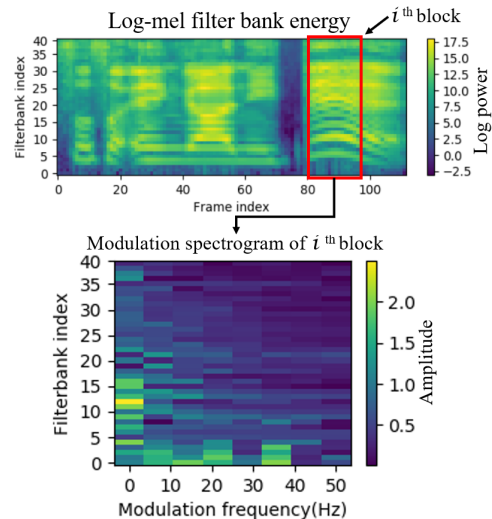 Log-mel filter bank energy
i th block
Filterbank index
40
35
30
25
20
15
10
5
0
0 20 40 60 80 100
Frame index
17.5
15.0
12.5
10.0
7.5
5.0
2.5
0.0
−2.5
Log power
Modulation spectrogram of i th block
Filterbank index
40
35
30
25
20
15
10
5
0
0 10 20 30 40 50
Modulation frequency(Hz)
2.0
1.5
1.0
0.5
Amplitude